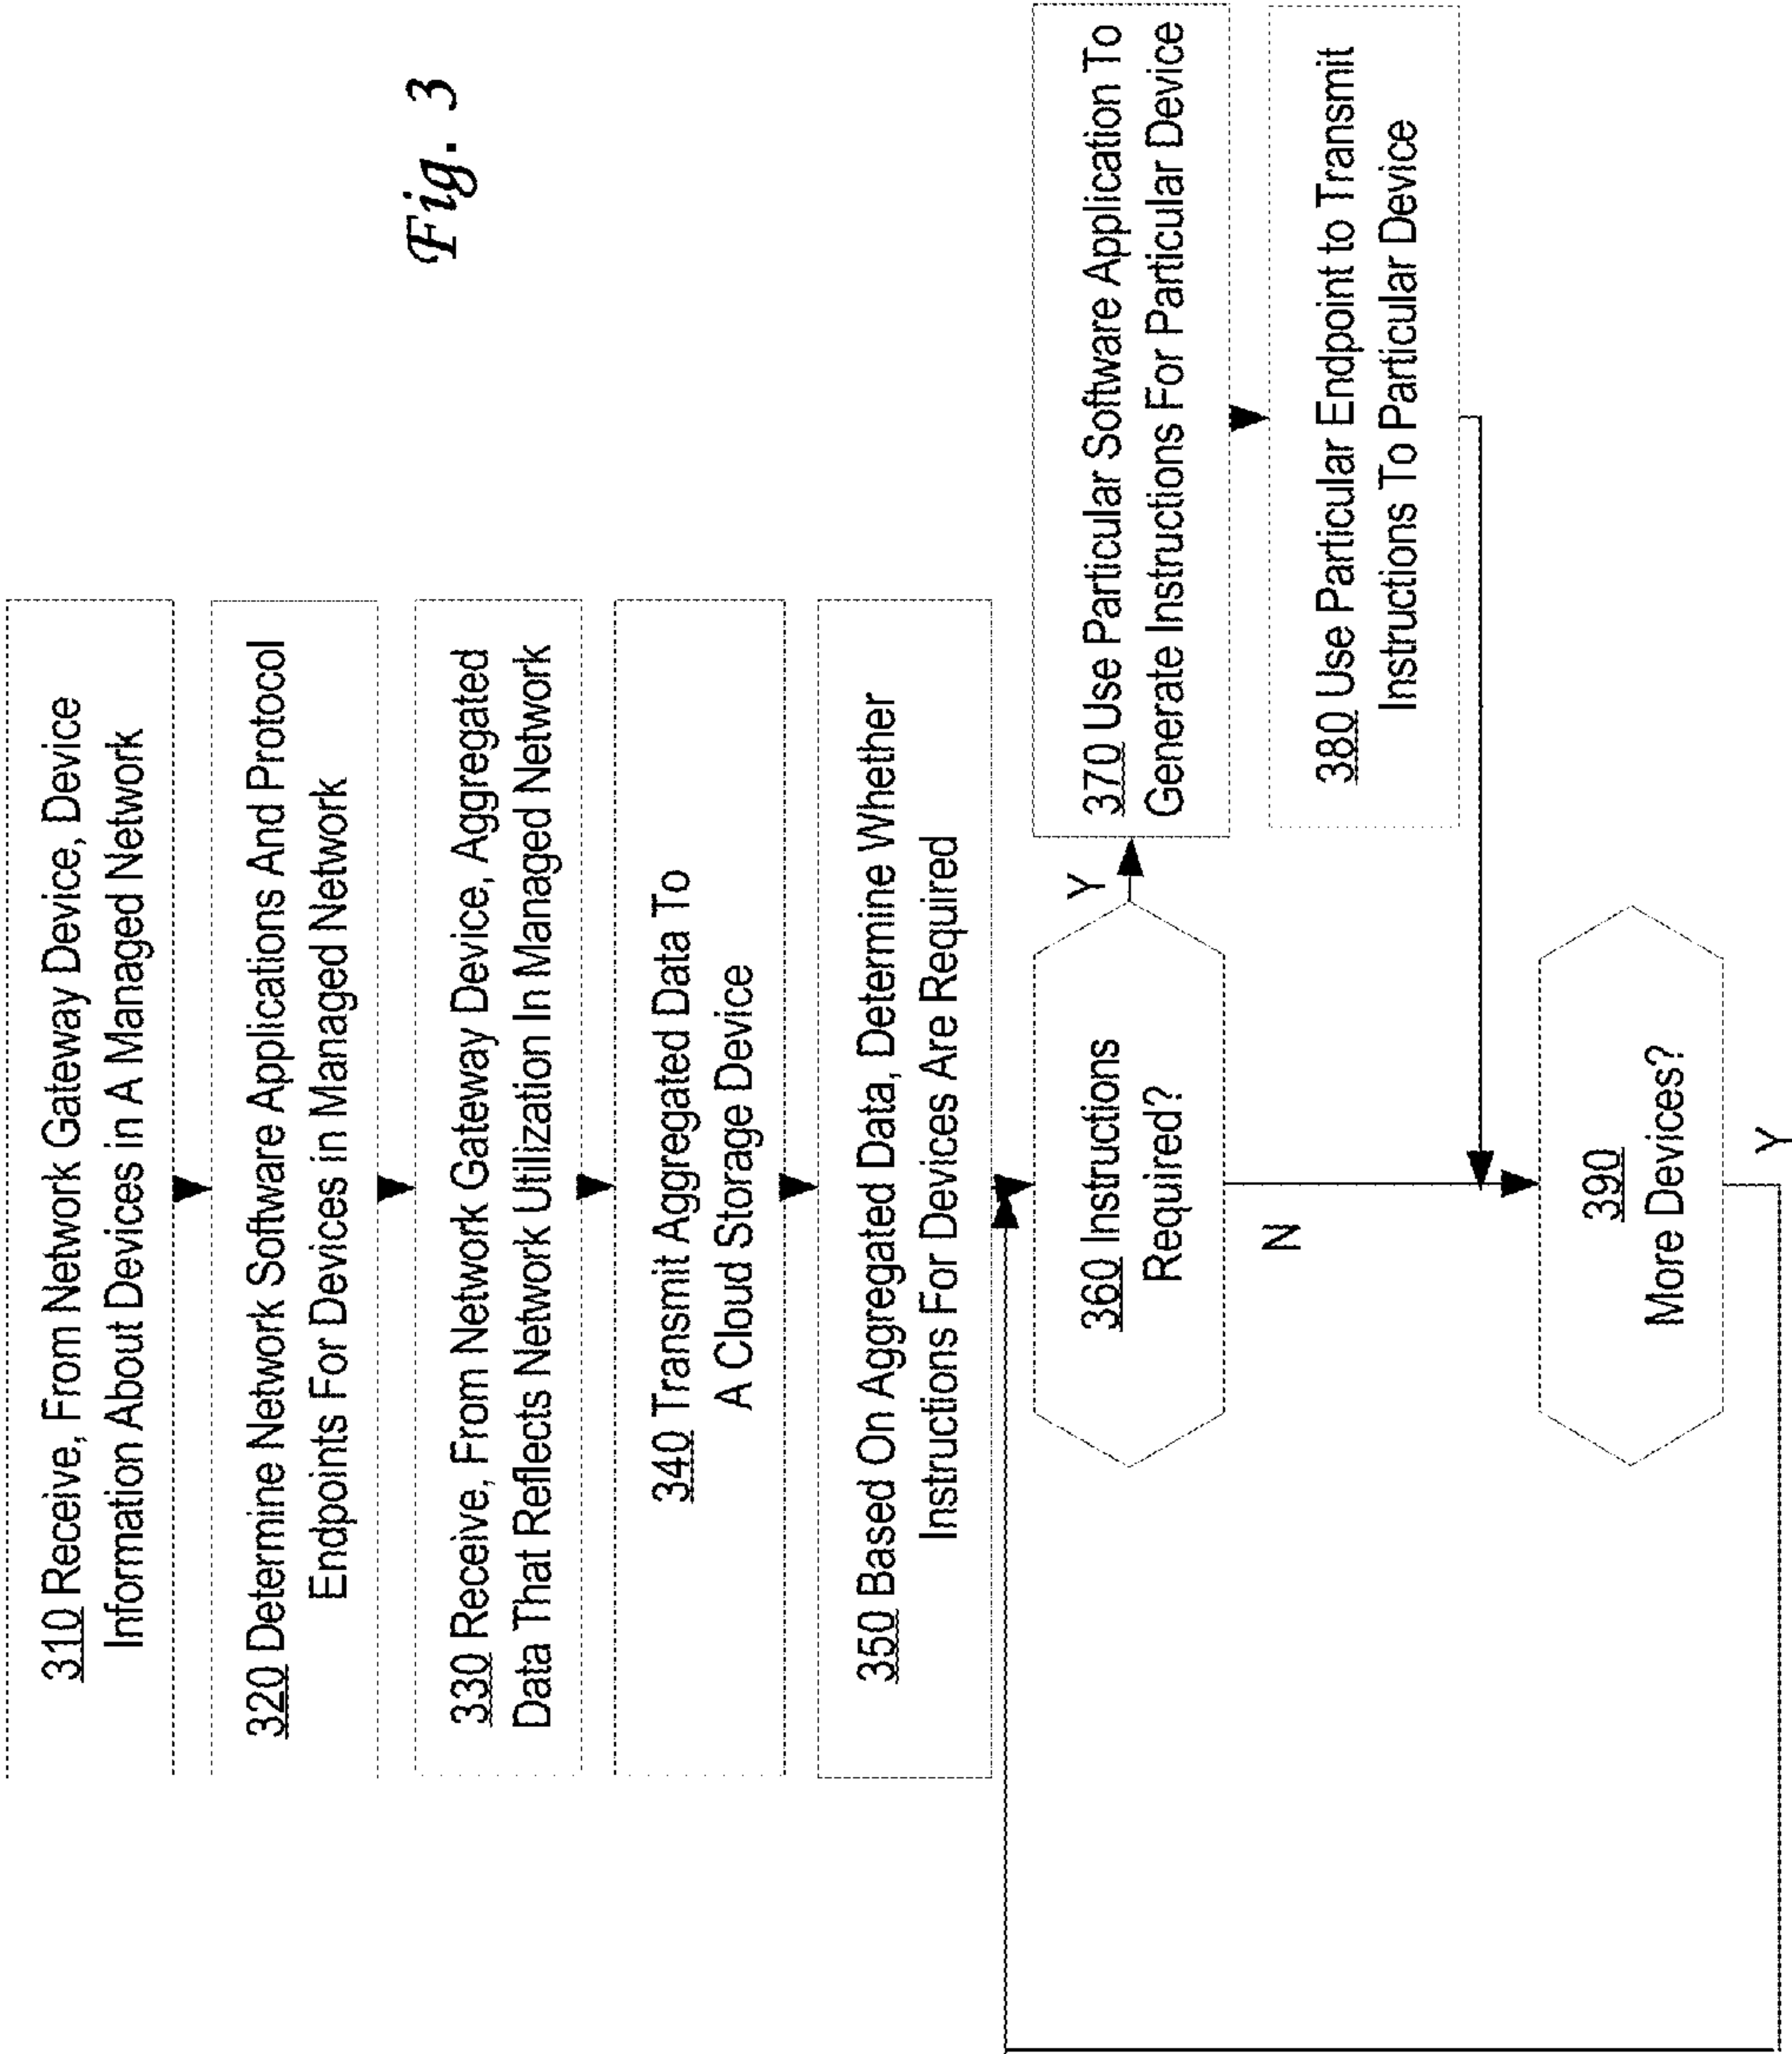 310 Receive, From Network Gateway Device, Device
Information About Devices in A Managed Network
320 Determine Network Software Applications And Protocol
Endpoints For Devices in Managed Network
330 Receive, From Network Gateway Device, Aggregated
Data That Reflects Network Utilization In Managed Network
340 Transmit Aggregated Data To
A Cloud Storage Device
350 Based On Aggregated Data, Determine Whether
Instructions For Devices Are Required
360 Instructions
Required?
Y
N
370 Use Particular Software Application To
Generate Instructions For Particular Device
380 Use Particular Endpoint to Transmit
Instructions To Particular Device
390
More Devices?
Y
Fig. 3